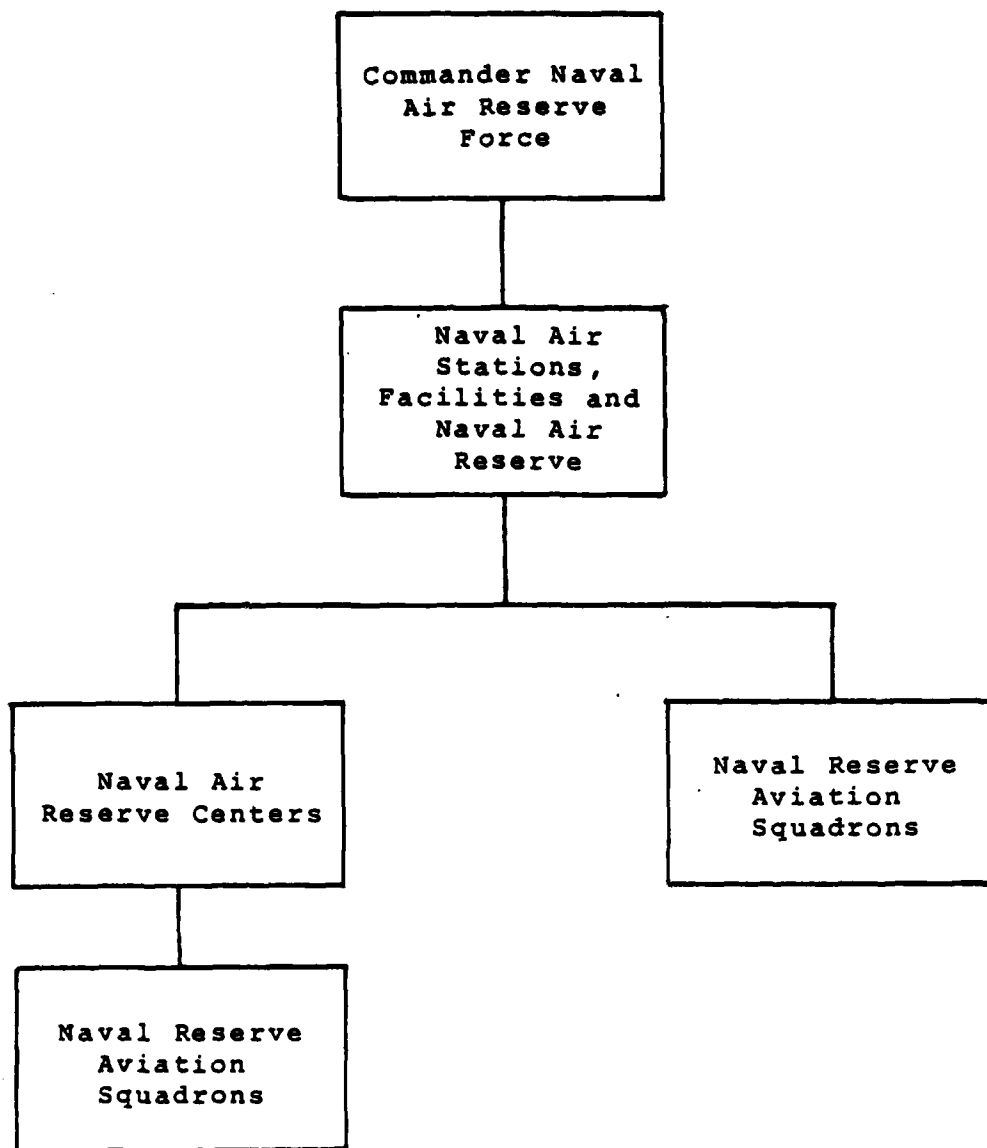 Commander Naval
Air Reserve
Force
Naval Air
Stations,
Facilities and
Naval Air
Reserve
Naval Air
Reserve Centers
Naval Reserve
Aviation
Squadrons
Naval Reserve
Aviation
Squadrons